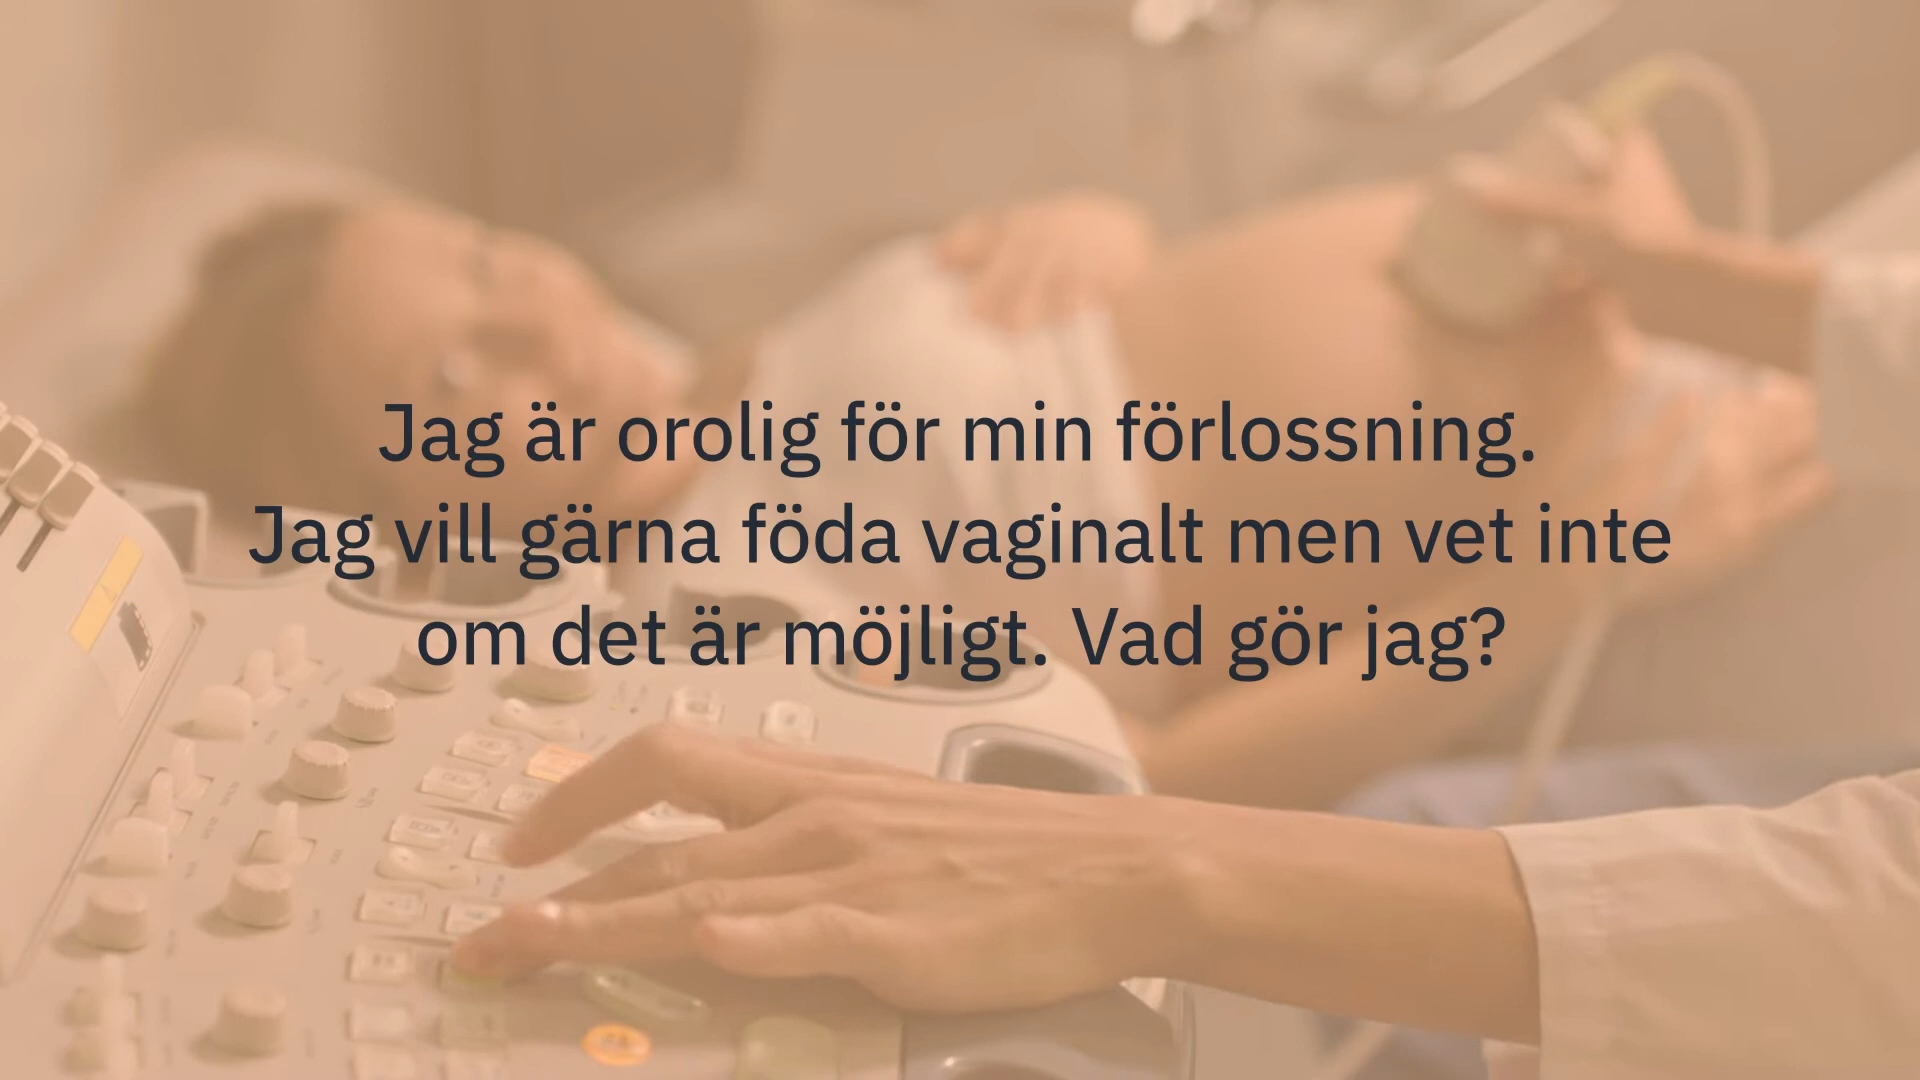 Jag är orolig för min förlossning.
Jag vill gärna föda vaginalt men vet inte
om det är möjligt. Vad gör jag?